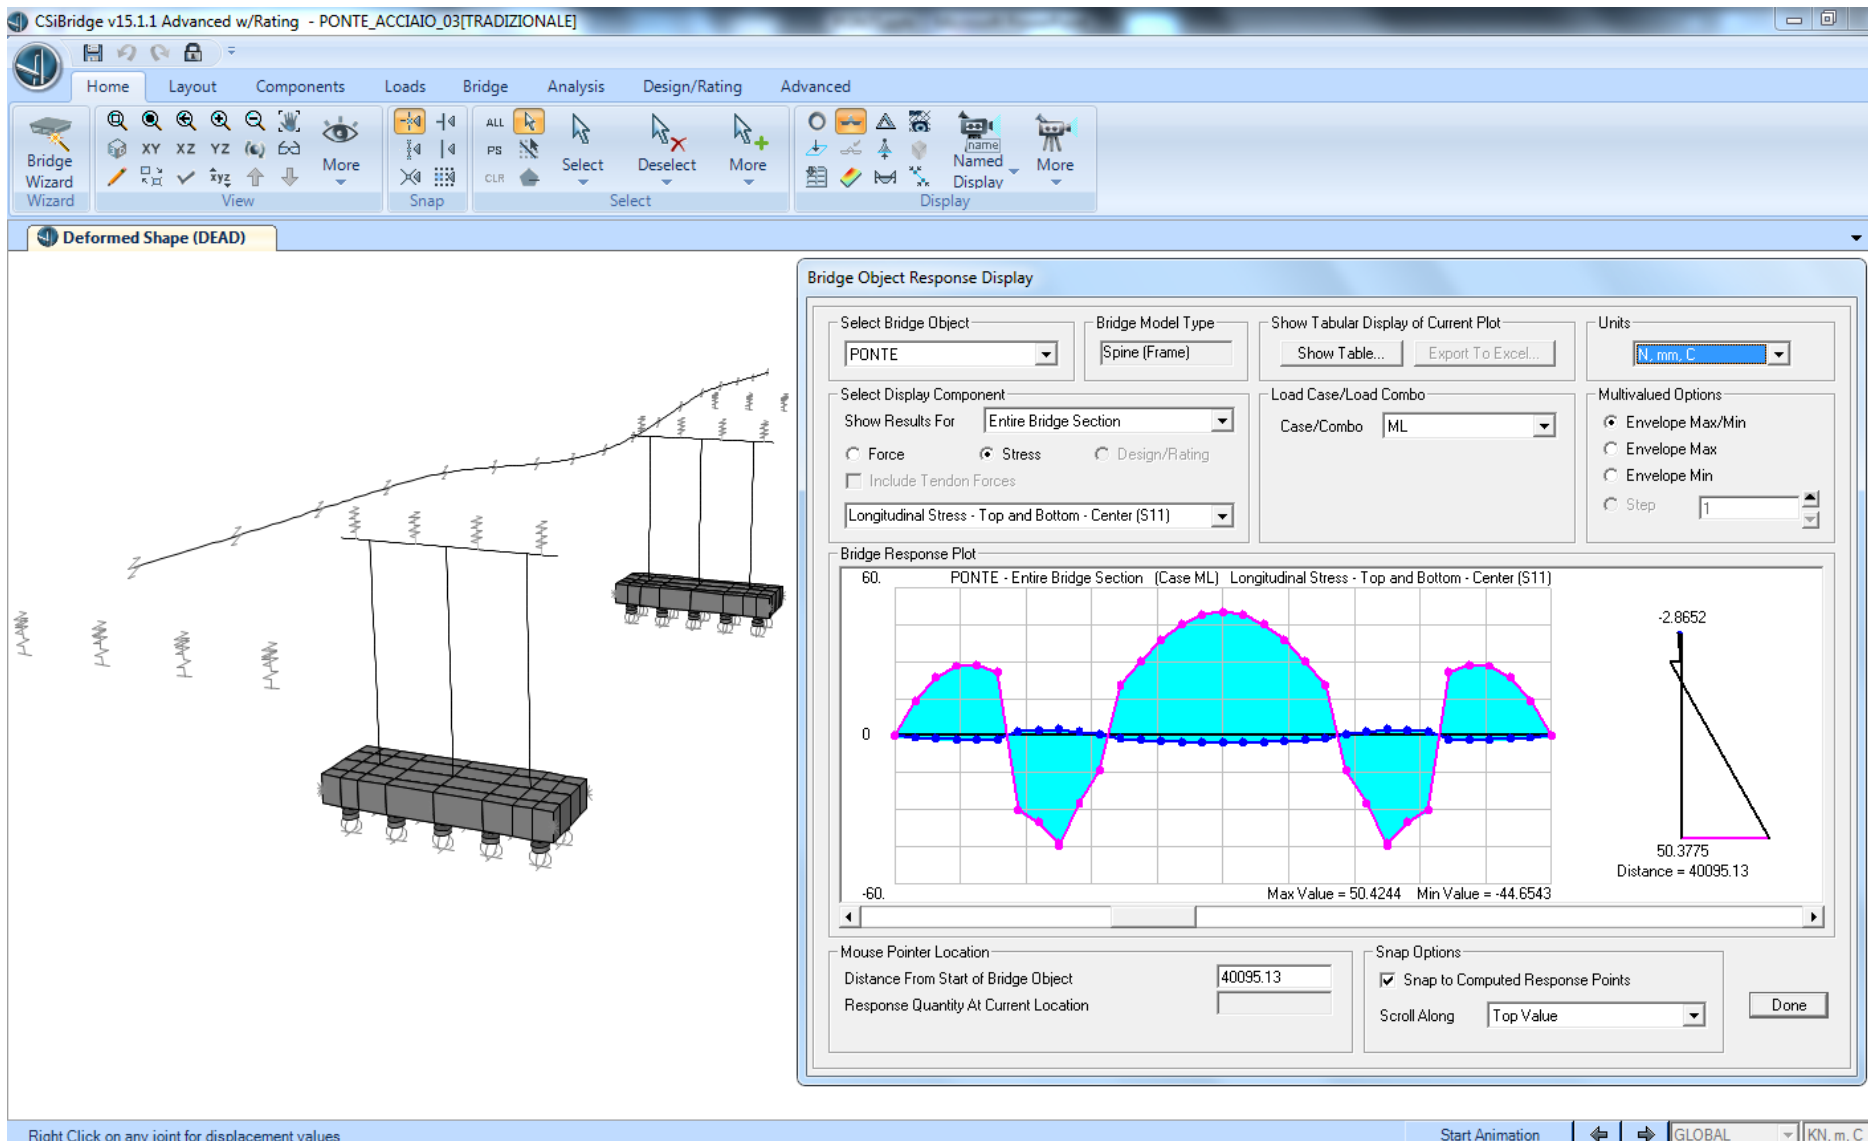 CSiBridge v15.1.1 Advanced w/Rating - PONTE_ACCIAIO_03[TRADIZIONALE]
Home Layout Components Loads Bridge Analysis Design/Rating Advanced
Bridge Wizard
XY XZ YZ
xyz
More
ALL
PS
CLR
Select
Deselect
More
name
Named Display
More
Wizard View Snap Select Display
Deformed Shape (DEAD)
Bridge Object Response Display
Select Bridge Object
PONTE
Bridge Model Type
Spine (Frame)
Show Tabular Display of Current Plot
Show Table... Export To Excel...
Units
N, mm, C
Select Display Component
Show Results For Entire Bridge Section
Force Stress Design/Rating
Include Tendon Forces
Longitudinal Stress - Top and Bottom - Center (S11)
Load Case/Load Combo
Case/Combo ML
Multivalued Options
Envelope Max/Min
Envelope Max
Envelope Min
Step 1
Bridge Response Plot
60. PONTE - Entire Bridge Section (Case ML) Longitudinal Stress - Top and Bottom - Center (S11)
-2.8652
0
50.3775
Distance = 40095.13
-60. Max Value = 50.4244 Min Value = -44.6543
Mouse Pointer Location
Distance From Start of Bridge Object 40095.13
Response Quantity At Current Location
Snap Options
Snap to Computed Response Points
Scroll Along Top Value
Done
Right Click on any joint for displacement values
Start Animation GLOBAL KN, m, C